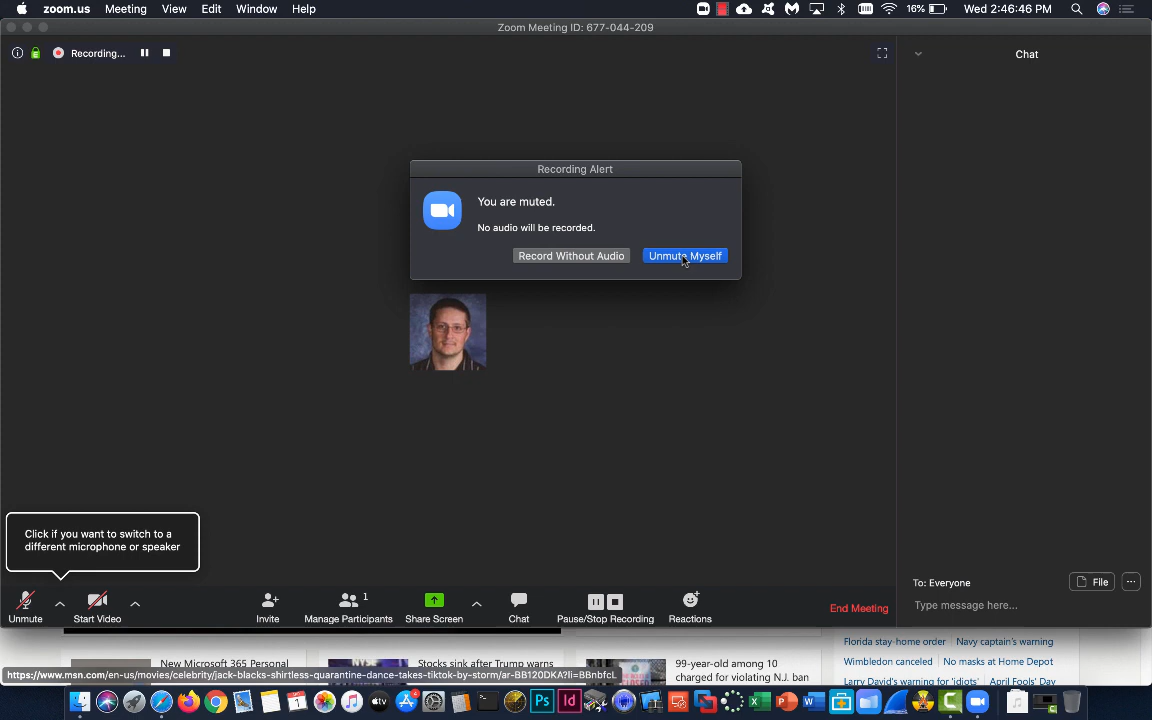 zoom.us Meeting View Edit Window Help 16% Wed 2:46:46 PM
Zoom Meeting ID: 677-044-209
Recording...
Chat
Recording Alert
You are muted.
No audio will be recorded.
Record Without Audio Unmute Myself
Click if you want to switch to a
different microphone or speaker
To: Everyone File
Type message here...
Unmute Start Video Invite 1 Manage Participants Share Screen Chat Pause/Stop Recording Reactions End Meeting
Florida stay-home order Navy captain's warning
New Microsoft 365 Personal Stocks sink after Trump warns 99-year-old among 10 Wimbledon canceled No masks at Home Depot
https://www.msn.com/en-us/movies/celebrity/jack-blacks-shirtless-quarantine-dance-takes-tiktok-by-storm/ar-BB120DKA?li=BBnbfcL charged for violating N.J. ban
Larry David's warning for 'idiots' April Fools' Day
Ps Id